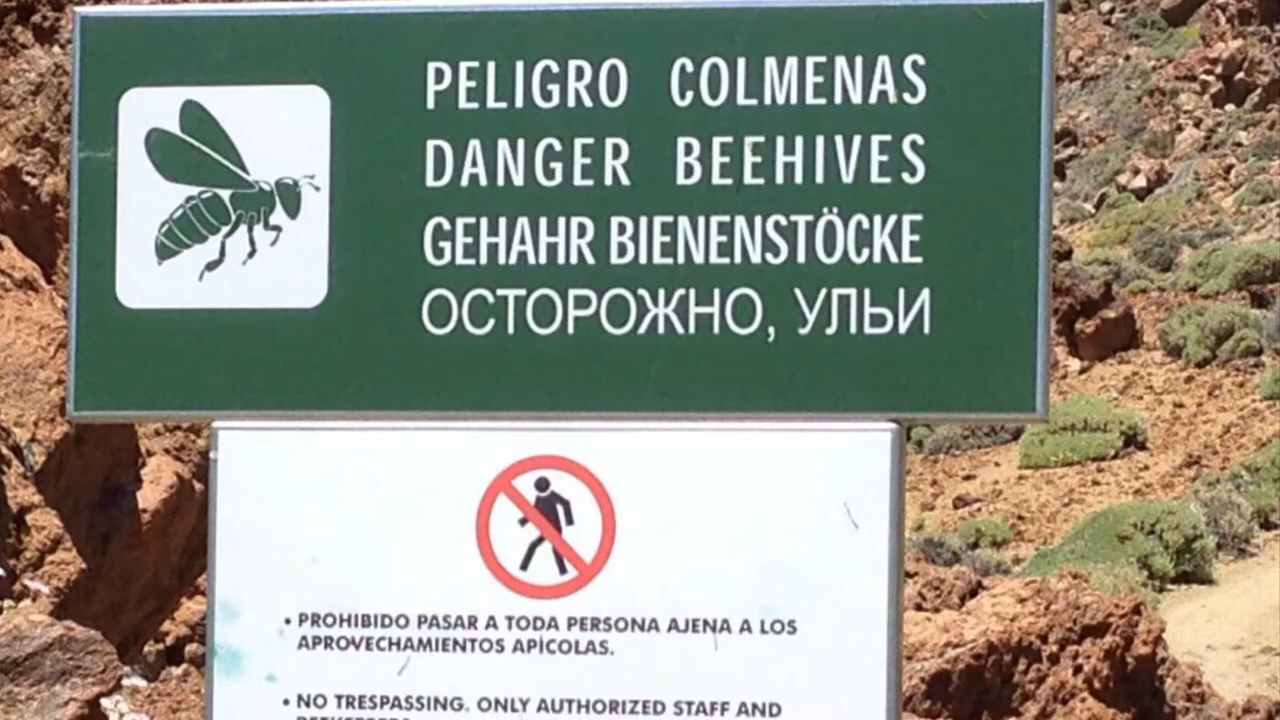 PELIGRO COLMENAS
DANGER BEEHIVES
GEHAHR BIENENSTÖCKE
ОСТОРОЖНО, УЛЬИ
• PROHIBIDO PASAR A TODA PERSONA AJENA A LOS
APROVECHAMIENTOS APÍCOLAS.
• NO TRESPASSING. ONLY AUTHORIZED STAFF AND